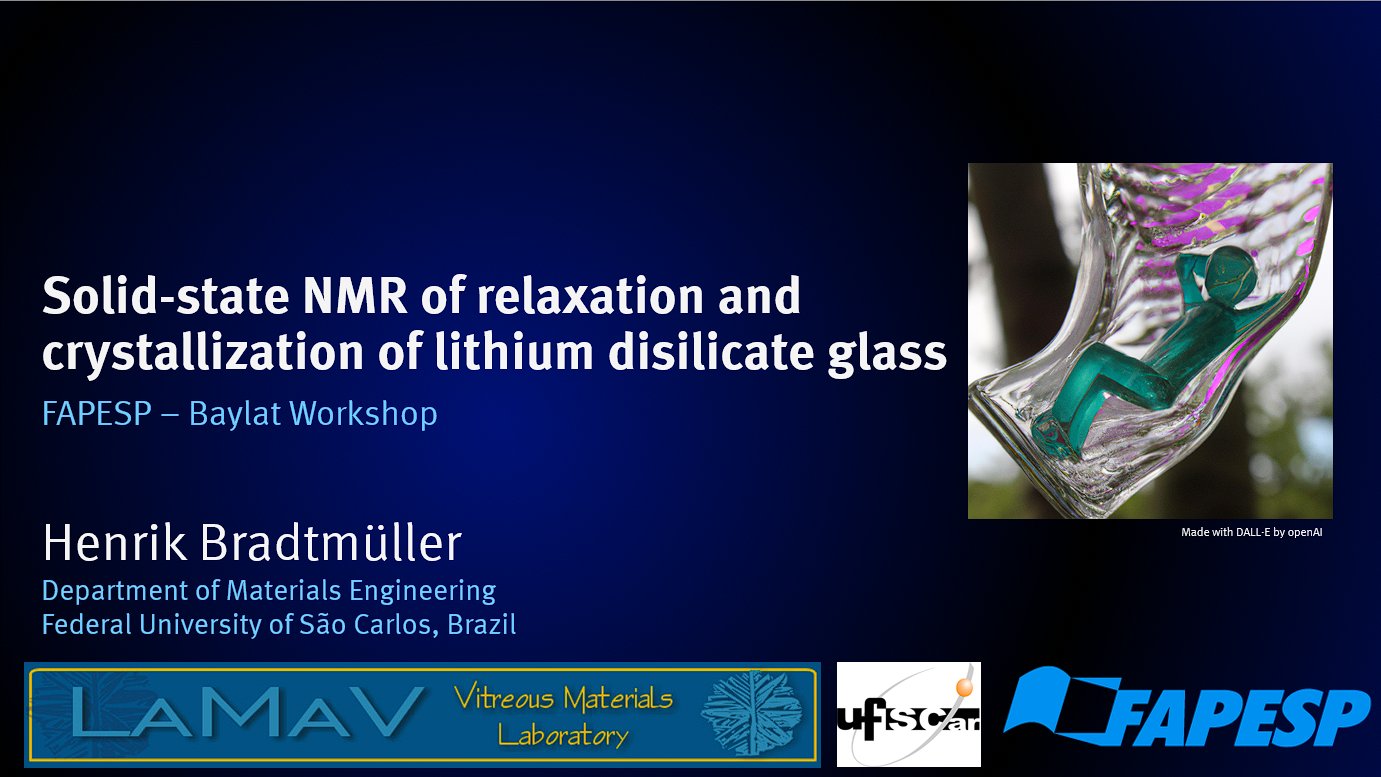 Solid-state NMR of relaxation and
crystallization of lithium disilicate glass
FAPESP – Baylat Workshop
Made with DALL-E by openAI
Henrik Bradtmüller
Department of Materials Engineering
Federal University of São Carlos, Brazil
LAMAV
Vitreous Materials
Laboratory
ufscar
FAPESP